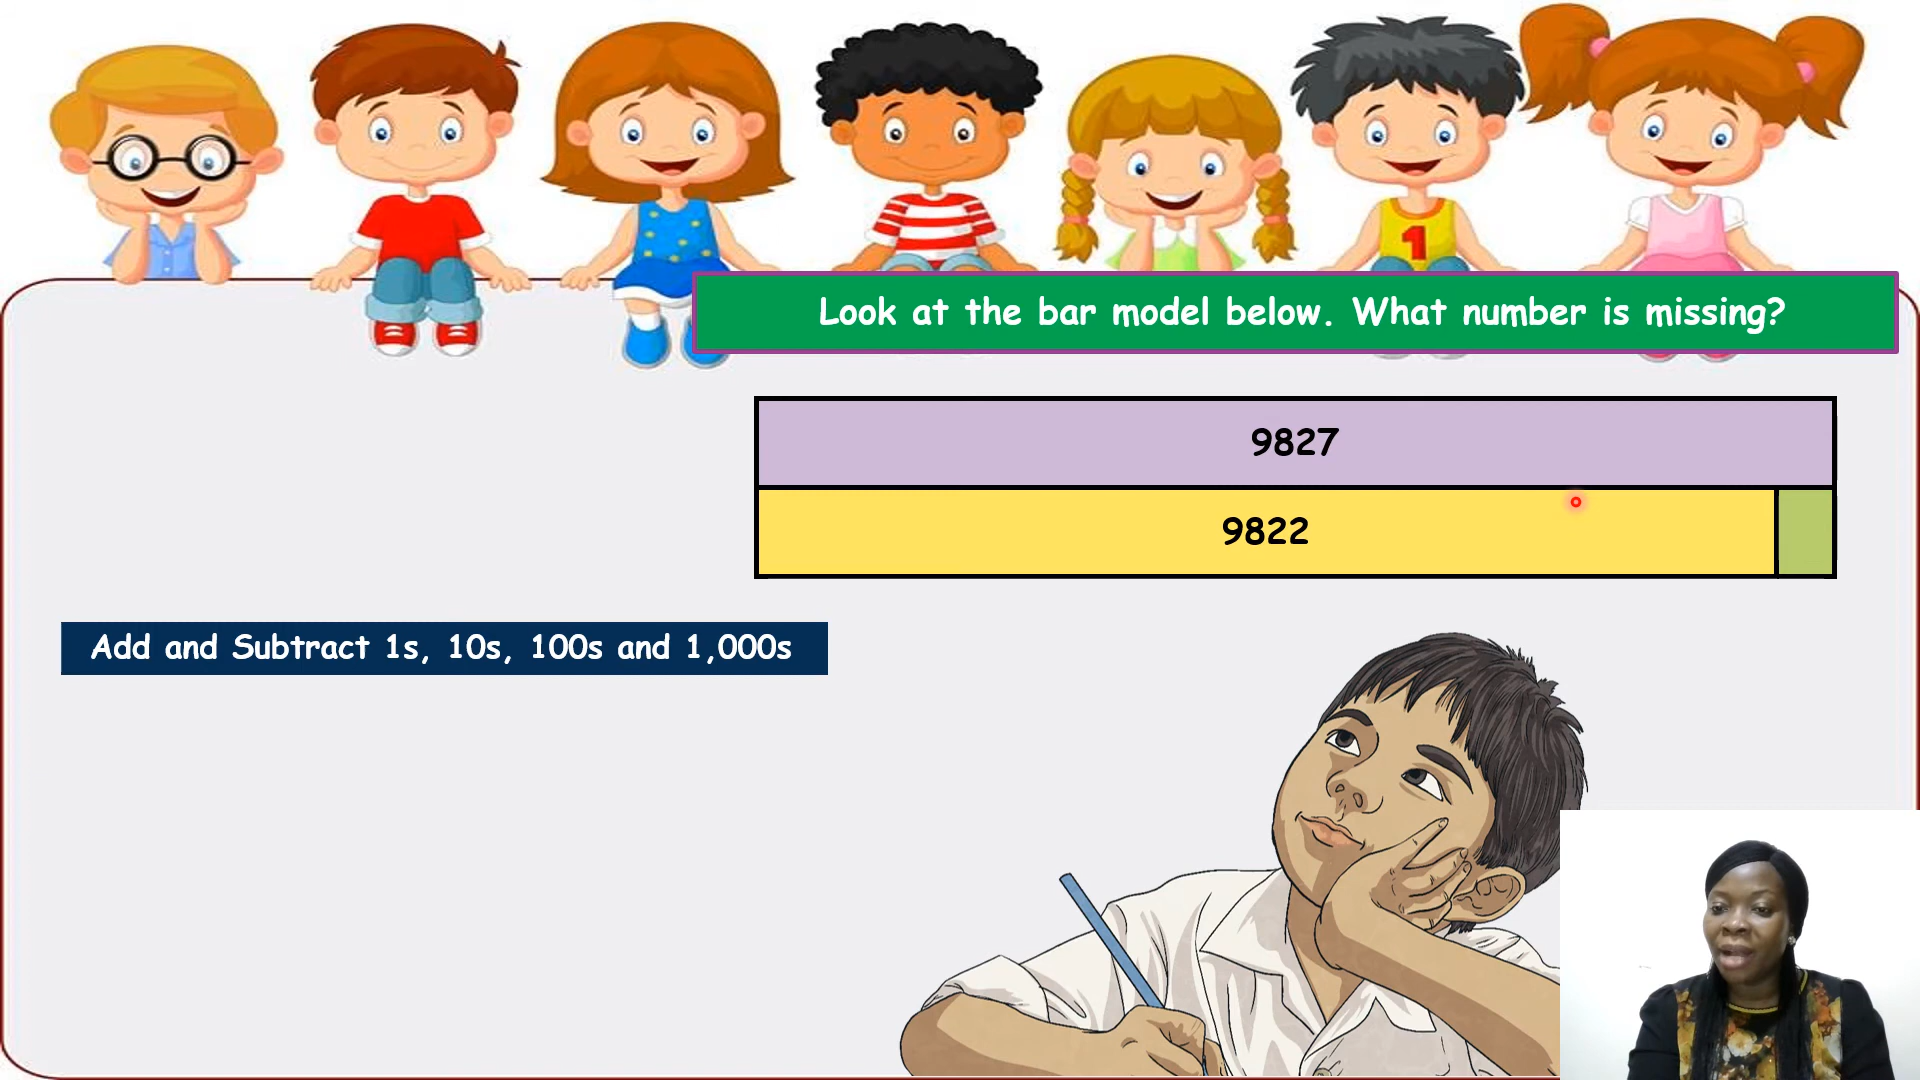 1
Look at the bar model below. What number is missing?
9827
9822
Add and Subtract 1s, 10s, 100s and 1,000s